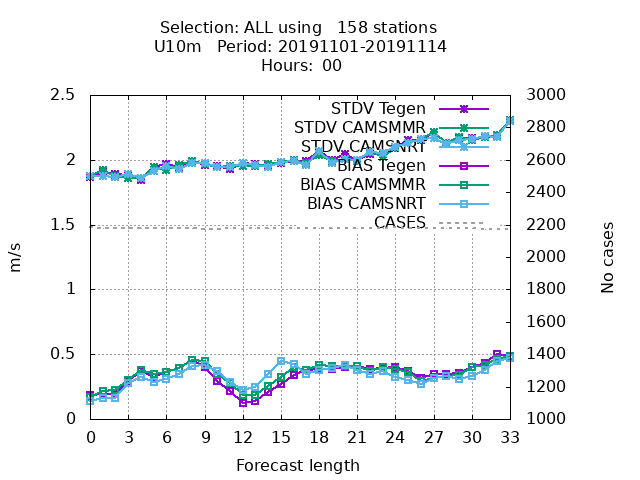 Selection: ALL using   158 stations
U10m   Period: 20191101-20191114
Hours: 00
2.5
2
1.5
1
0.5
0
3000
2800
2600
2400
2200
2000
1800
1600
1400
1200
1000
STDV Tegen
STDV CAMSMMR
STDV CAMSNRT
BIAS Tegen
BIAS CAMSMMR
BIAS CAMSNRT
CASES
m/s
No cases
0 3 6 9 12 15 18 21 24 27 30 33
Forecast length